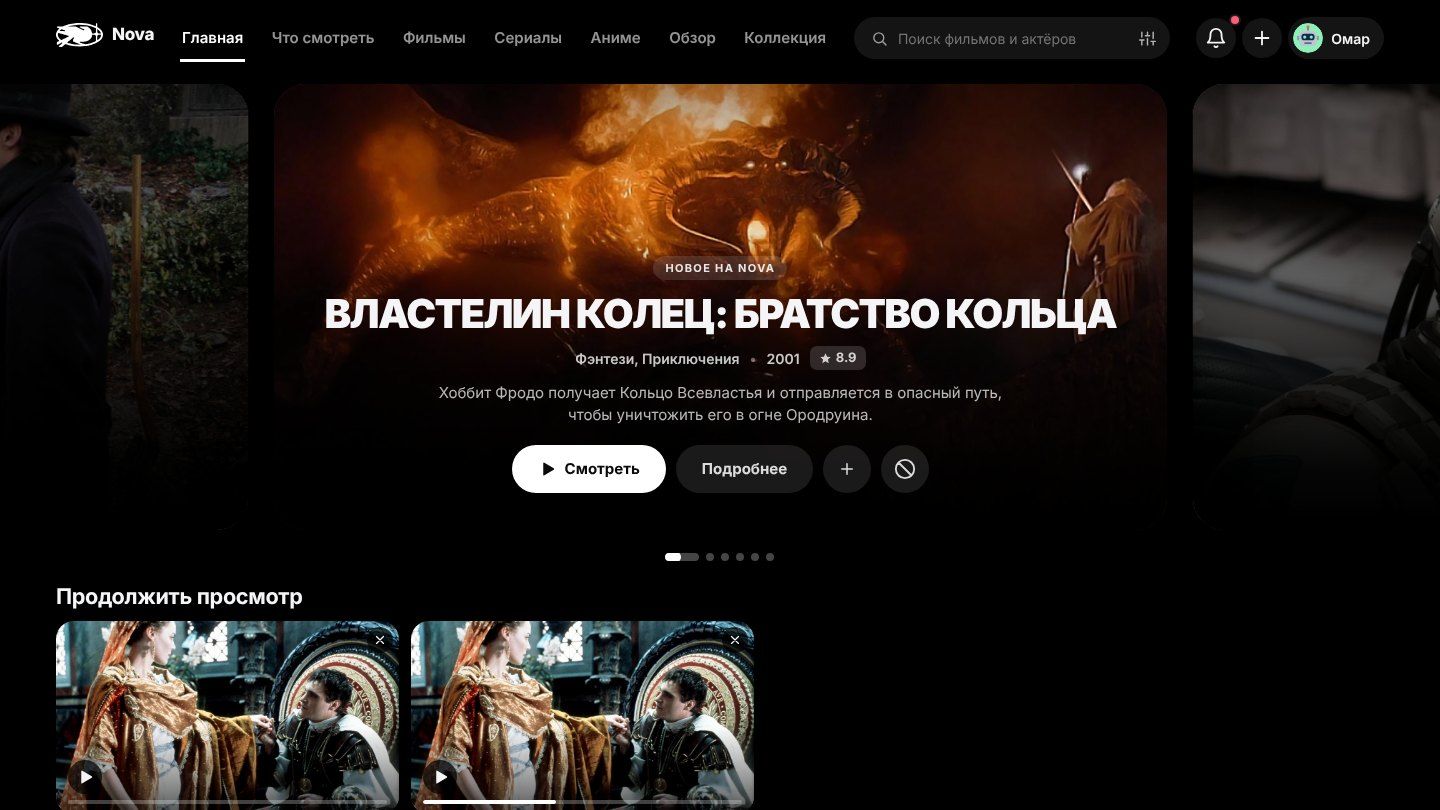 Nova
Главная
Что смотреть
Фильмы
Сериалы
Аниме
Обзор
Коллекция
Поиск фильмов и актёров
Омар
НОВОЕ НА NOVA
ВЛАСТЕЛИН КОЛЕЦ: БРАТСТВО КОЛЬЦА
Фэнтези, Приключения • 2001 ★ 8.9
Хоббит Фродо получает Кольцо Всевластья и отправляется в опасный путь,
чтобы уничтожить его в огне Ородруина.
Смотреть
Подробнее
Продолжить просмотр